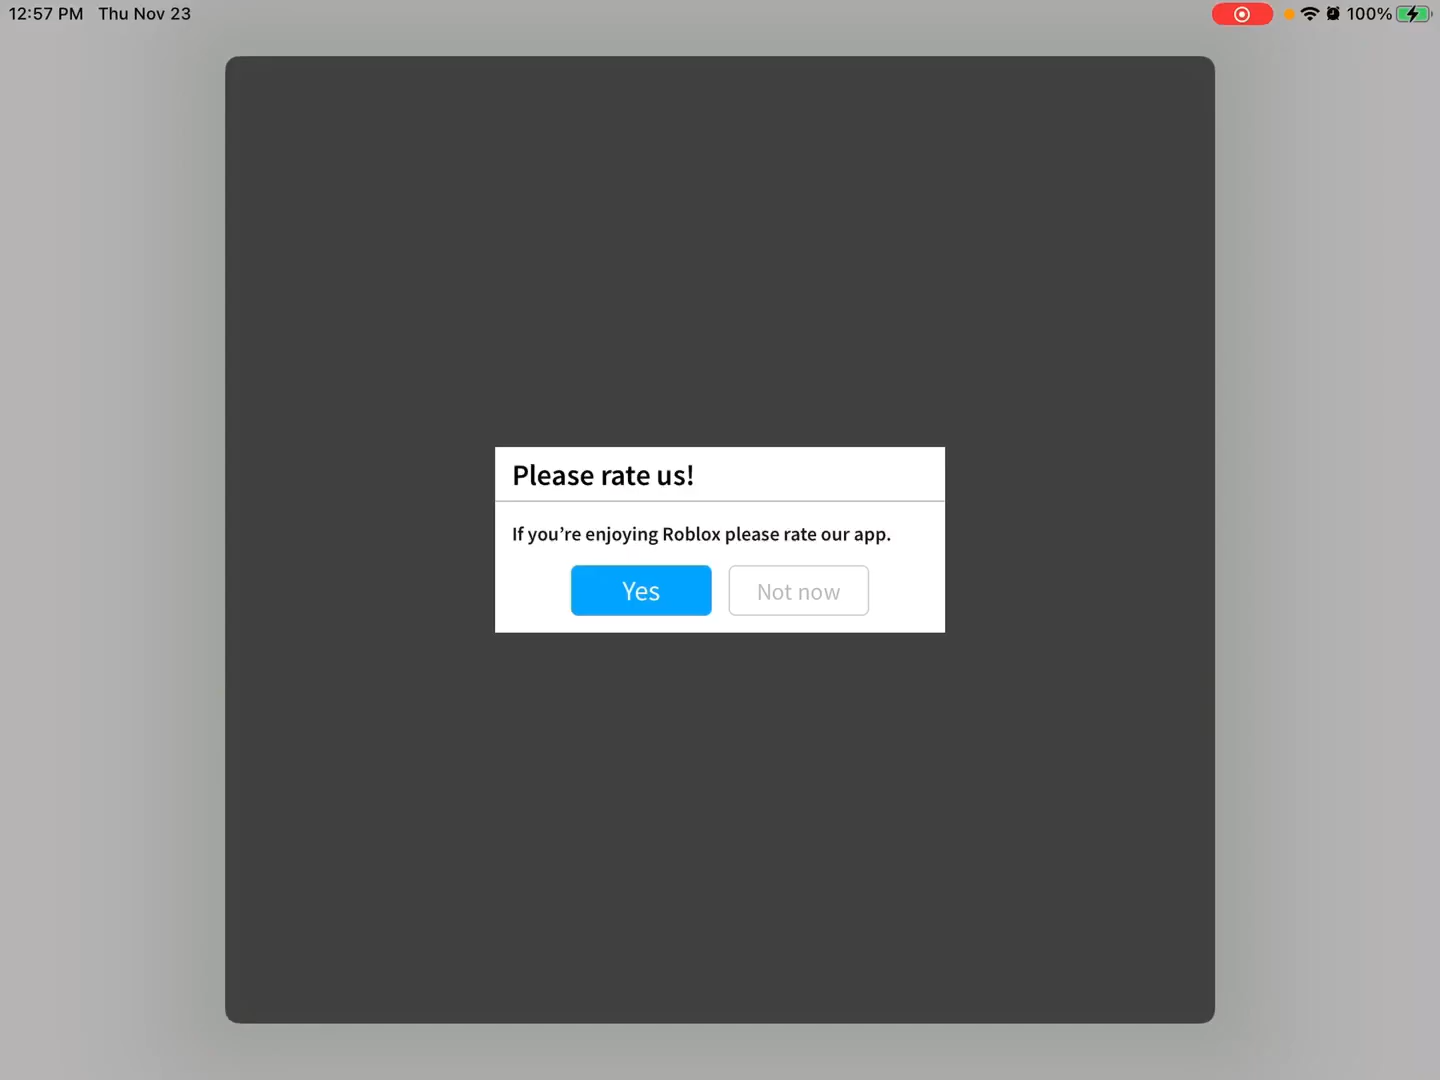 12:57 PM Thu Nov 23
100%
Please rate us!
If you’re enjoying Roblox please rate our app.
Yes
Not now